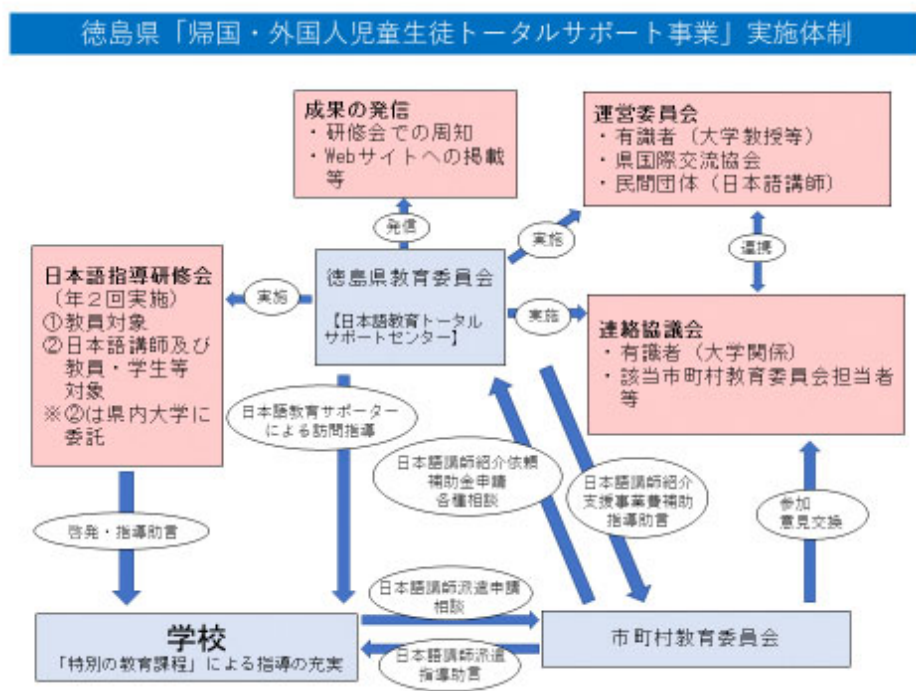 徳島県「帰国・外国人児童生徒トータルサポート事業」実施体制
成果の発信
・研修会での周知
・Webサイトへの掲載
等
運営委員会
・有識者（大学教授等）
・県国際交流協会
・民間団体（日本語講師）
発信
実施
連携
日本語指導研修会
（年２回実施）
①教員対象
②日本語講師及び
教員・学生等
対象
※②は県内大学に
委託
実施
徳島県教育委員会
【日本語教育トータル
サポートセンター】
実施
連絡協議会
・有識者（大学関係）
・該当市町村教育委員会担当者
等
日本語教育サポーター
による訪問指導
日本語講師紹介依頼
補助金申請
各種相談
日本語講師紹介
支援事業費補助
指導助言
参加
意見交換
啓発・指導助言
日本語講師派遣申請
相談
学校
「特別の教育課程」による指導の充実
日本語講師派遣
指導助言
市町村教育委員会